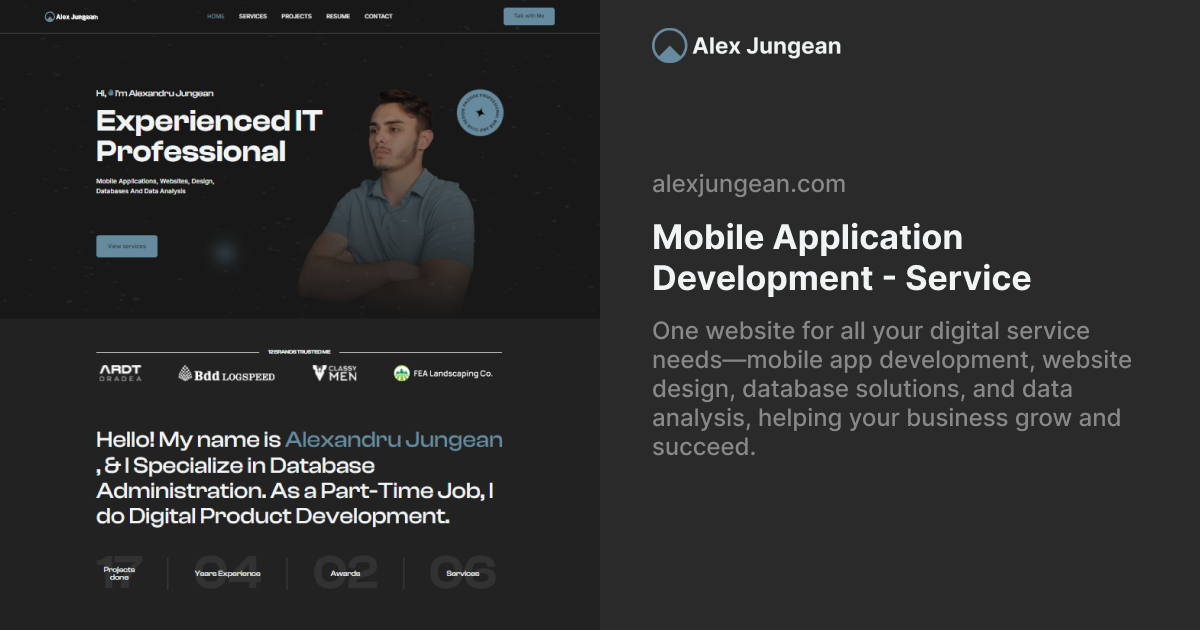 Alex Jungean
HOME SERVICES PROJECTS RESUME CONTACT
Talk with Me
Hi, I'm Alexandru Jungean
Experienced IT
Professional
Mobile Applications, Websites, Design,
Databases And Data Analysis
View services
12 BRANDS TRUSTED ME
ARDT
ORADEA
Bdd LOGSPEED
CLASSY
MEN
FEA Landscaping Co.
Hello! My name is Alexandru Jungean
, & I Specialize in Database
Administration. As a Part-Time Job, I
do Digital Product Development.
17
Projects
done
04
Years Experience
02
Awards
06
Services
Alex Jungean
alexjungean.com
Mobile Application
Development - Service
One website for all your digital service
needs—mobile app development, website
design, database solutions, and data
analysis, helping your business grow and
succeed.